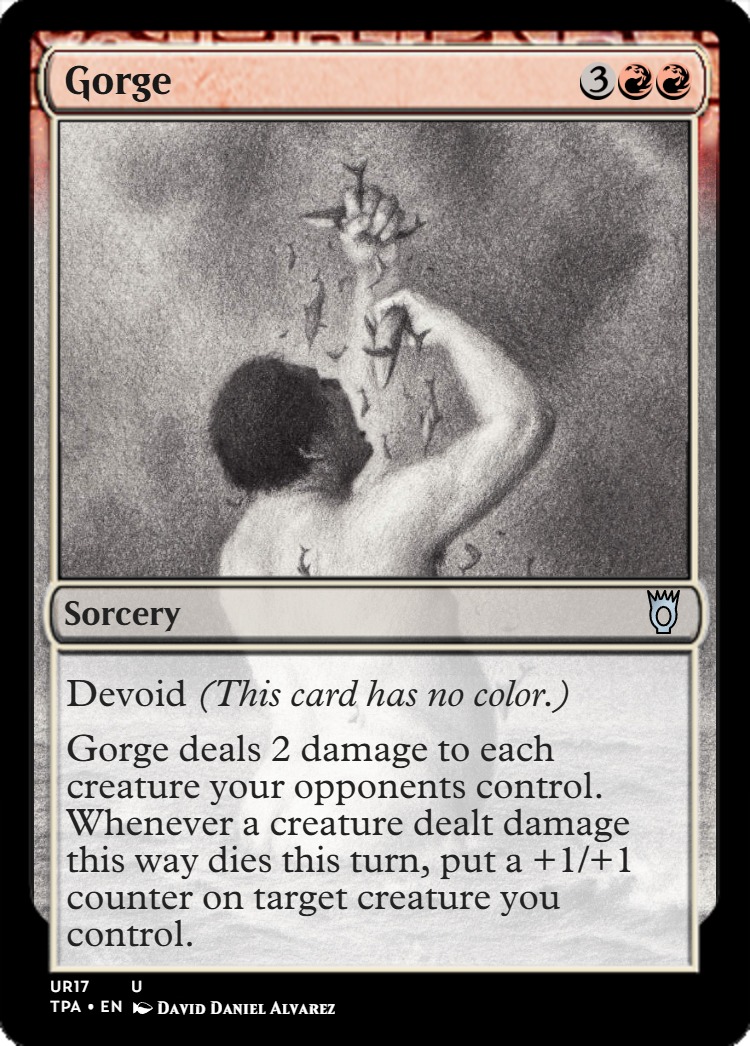 Gorge 3
Sorcery
Devoid (This card has no color.)
Gorge deals 2 damage to each
creature your opponents control.
Whenever a creature dealt damage
this way dies this turn, put a +1/+1
counter on target creature you
control.
UR17 U
TPA • EN David Daniel Alvarez